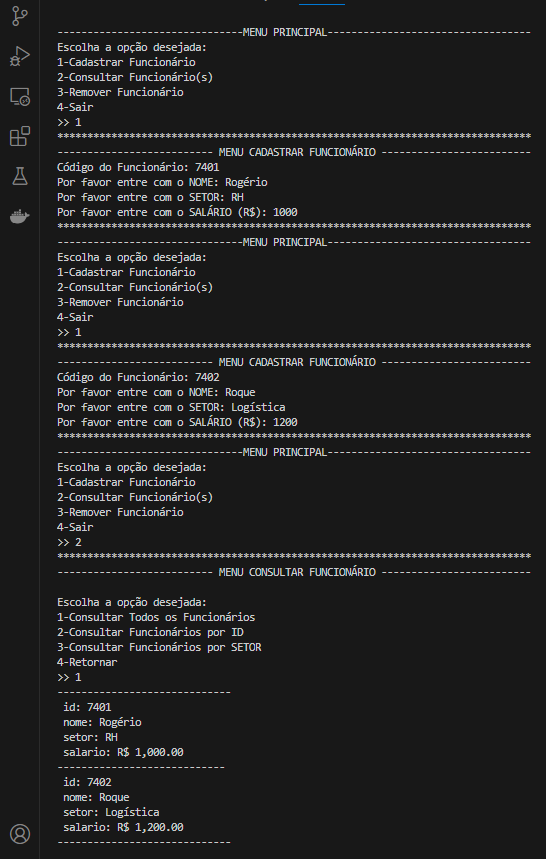 -------------------------------MENU PRINCIPAL----------------------------------
Escolha a opção desejada:
1-Cadastrar Funcionário
2-Consultar Funcionário(s)
3-Remover Funcionário
4-Sair
>> 1
*******************************************************************************
-------------------------- MENU CADASTRAR FUNCIONÁRIO -------------------------
Código do Funcionário: 7401
Por favor entre com o NOME: Rogério
Por favor entre com o SETOR: RH
Por favor entre com o SALÁRIO (R$): 1000
*******************************************************************************
-------------------------------MENU PRINCIPAL----------------------------------
Escolha a opção desejada:
1-Cadastrar Funcionário
2-Consultar Funcionário(s)
3-Remover Funcionário
4-Sair
>> 1
*******************************************************************************
-------------------------- MENU CADASTRAR FUNCIONÁRIO -------------------------
Código do Funcionário: 7402
Por favor entre com o NOME: Roque
Por favor entre com o SETOR: Logística
Por favor entre com o SALÁRIO (R$): 1200
*******************************************************************************
-------------------------------MENU PRINCIPAL----------------------------------
Escolha a opção desejada:
1-Cadastrar Funcionário
2-Consultar Funcionário(s)
3-Remover Funcionário
4-Sair
>> 2
*******************************************************************************
-------------------------- MENU CONSULTAR FUNCIONÁRIO -------------------------
Escolha a opção desejada:
1-Consultar Todos os Funcionários
2-Consultar Funcionários por ID
3-Consultar Funcionários por SETOR
4-Retornar
>> 1
-----------------------------
id: 7401
nome: Rogério
setor: RH
salario: R$ 1,000.00
----------------------------
id: 7402
nome: Roque
setor: Logística
salario: R$ 1,200.00
-----------------------------